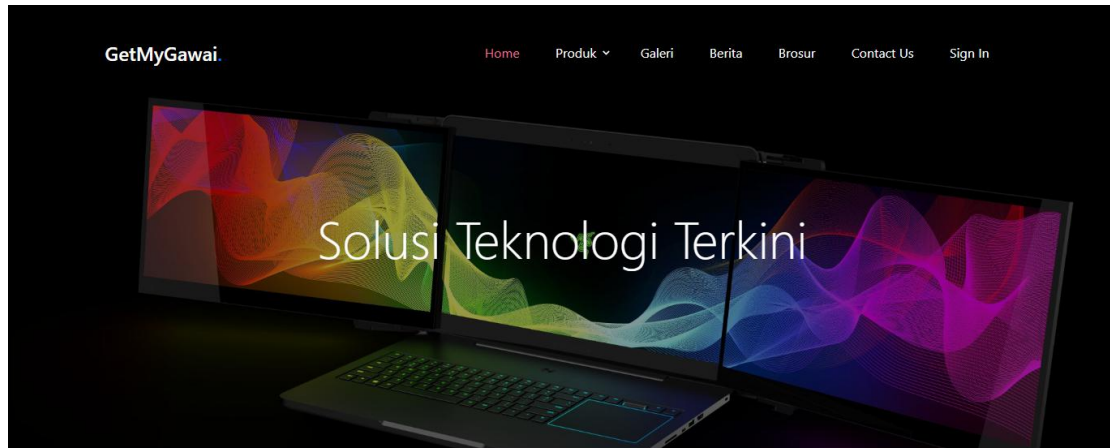 GetMyGawai. Home Produk Galeri Berita Brosur Contact Us Sign In
Solusi Teknologi Terkini